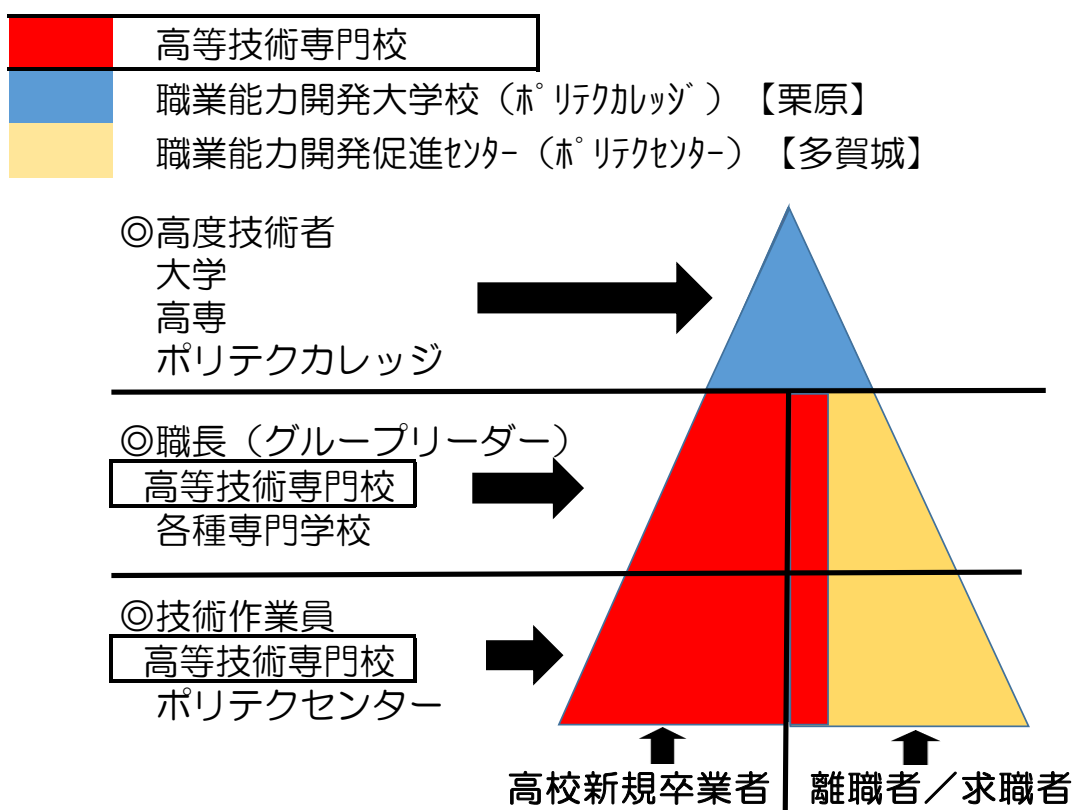 高等技術専門校
職業能力開発大学校（ﾎﾟﾘﾃｸｶﾚｯｼﾞ）【栗原】
職業能力開発促進ｾﾝﾀｰ（ﾎﾟﾘﾃｸｾﾝﾀｰ）【多賀城】
◎高度技術者
大学
高専
ポリテクカレッジ
◎職長（グループリーダー）
高等技術専門校
各種専門学校
◎技術作業員
高等技術専門校
ポリテクセンター
高校新規卒業者
離職者／求職者